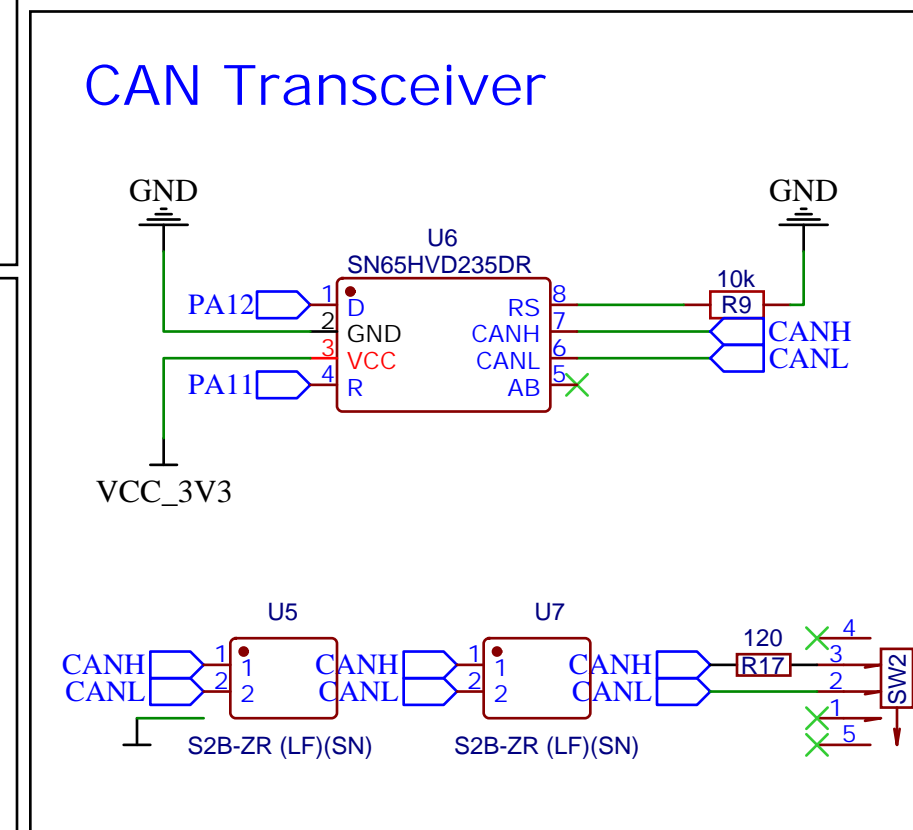 CAN Transceiver
GND
GND
U6
SN65HVD235DR
10k
PA12
1
D
RS
8
R9
2
GND
CANH
7
CANH
3
VCC
CANL
6
CANL
PA11
4
R
AB
5
VCC_3V3
U5
U7
120
4
CANH
1
1
CANH
1
1
CANH
R17
3
SW2
CANL
2
2
CANL
2
2
CANL
2
1
5
S2B-ZR (LF)(SN)
S2B-ZR (LF)(SN)